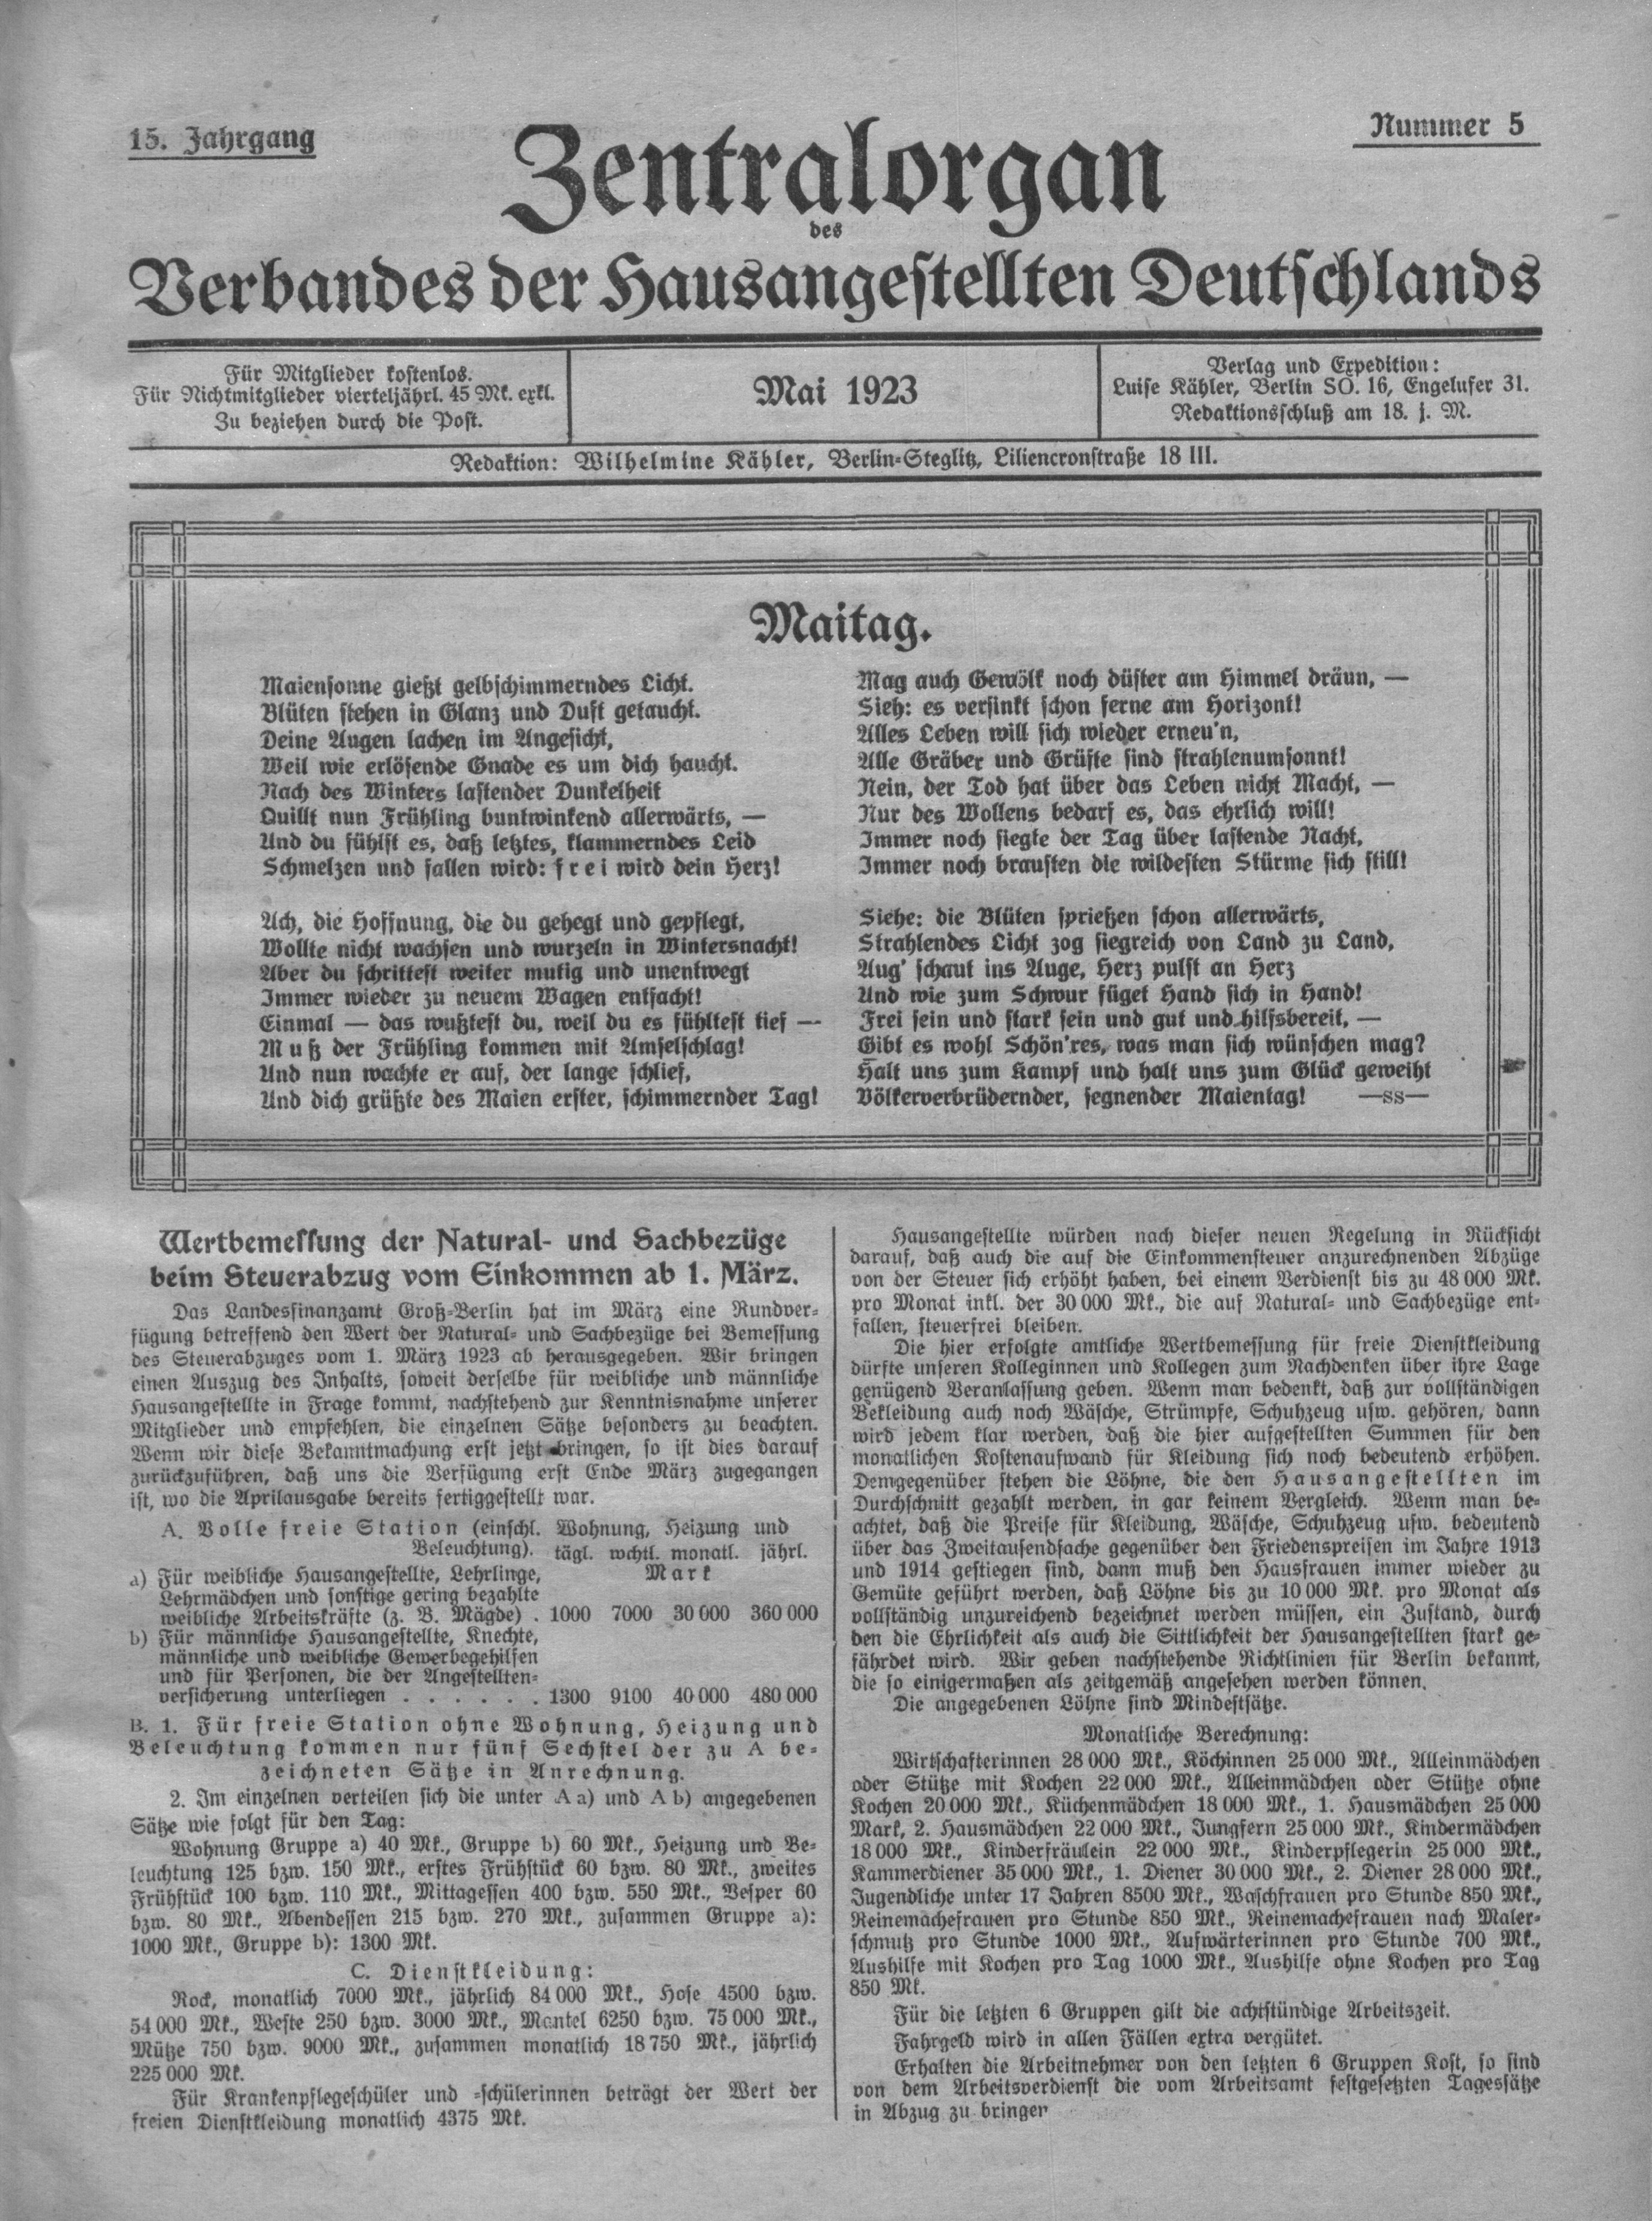 15. Jahrgang
Nummer 5
Zentralorgan
des
Verbandes der Hausangestellten Deutschlands
Für Mitglieder kostenlos.
Für Nichtmitglieder vierteljährl. 45 Mk. exkl.
Zu beziehen durch die Post.
Mai 1923
Verlag und Expedition:
Luise Kähler, Berlin SO. 16, Engelufer 31.
Redaktionsschluß am 18. j. M.
Redaktion: Wilhelmine Kähler, Berlin-Steglitz, Liliencronstraße 18 III.
Maitag.
Maiensonne gießt gelbschimmerndes Licht.
Blüten stehen in Glanz und Duft getaucht.
Deine Augen lachen im Angesicht,
Weil wie erlösende Gnade es um dich haucht.
Nach des Winters lastender Dunkelheit
Quillt nun Frühling buntwinkend allerwärts, —
Und du fühlst es, daß letztes, klammerndes Leid
Schmelzen und fallen wird: frei wird dein Herz!
Ach, die Hoffnung, die du gehegt und gepflegt,
Wollte nicht wachsen und wurzeln in Wintersnacht!
Aber du schrittest weiter mutig und unentwegt
Immer wieder zu neuem Wagen entfacht!
Einmal — das wußtest du, weil du es fühltest tief —
Muß der Frühling kommen mit Amselschlag!
Und nun wachte er auf, der lange schlief,
Und dich grüßte des Maien erster, schimmernder Tag!
Mag auch Gewölk noch düster am Himmel dräun, —
Sieh: es versinkt schon ferne am Horizont!
Alles Leben will sich wieder erneu'n,
Alle Gräber und Grüfte sind strahlenumsonnt!
Nein, der Tod hat über das Leben nicht Macht, —
Nur des Wollens bedarf es, das ehrlich will!
Immer noch siegte der Tag über lastende Nacht,
Immer noch brausten die wildesten Stürme sich still!
Siehe: die Blüten sprießen schon allerwärts,
Strahlendes Licht zog siegreich von Land zu Land,
Aug' schaut ins Auge, Herz pulst an Herz
Und wie zum Schwur füget Hand sich in Hand!
Frei sein und stark sein und gut und hilfsbereit, —
Gibt es wohl Schön'res, was man sich wünschen mag?
Halt uns zum Kampf und halt uns zum Glück geweiht
Völkerverbrüdernder, segnender Maientag! —ss—
Wertbemessung der Natural- und Sachbezüge
beim Steuerabzug vom Einkommen ab 1. März.
Das Landesfinanzamt Groß-Berlin hat im März eine Rundver-
fügung betreffend den Wert der Natural- und Sachbezüge bei Bemessung
des Steuerabzuges vom 1. März 1923 ab herausgegeben. Wir bringen
einen Auszug des Inhalts, soweit derselbe für weibliche und männliche
Hausangestellte in Frage kommt, nachstehend zur Kenntnisnahme unserer
Mitglieder und empfehlen, die einzelnen Sätze besonders zu beachten.
Wenn wir diese Bekanntmachung erst jetzt bringen, so ist dies darauf
zurückzuführen, daß uns die Verfügung erst Ende März zugegangen
ist, wo die Aprilausgabe bereits fertiggestellt war.
A. Volle freie Station (einschl. Wohnung, Heizung und
Beleuchtung). tägl. wchtl. monatl. jährl.
a) Für weibliche Hausangestellte, Lehrlinge, Mark
Lehrmädchen und sonstige gering bezahlte
weibliche Arbeitskräfte (z. B. Mägde) . 1000 7000 30 000 360 000
b) Für männliche Hausangestellte, Knechte,
männliche und weibliche Gewerbegehilfen
und für Personen, die der Angestellten-
versicherung unterliegen . . . . . . . 1300 9100 40 000 480 000
B. 1. Für freie Station ohne Wohnung, Heizung und
Beleuchtung kommen nur fünf Sechstel der zu A be-
zeichneten Sätze in Anrechnung.
2. Im einzelnen verteilen sich die unter A a) und A b) angegebenen
Sätze wie folgt für den Tag:
Wohnung Gruppe a) 40 Mk., Gruppe b) 60 Mk., Heizung und Be-
leuchtung 125 bzw. 150 Mk., erstes Frühstück 60 bzw. 80 Mk., zweites
Frühstück 100 bzw. 110 Mk., Mittagessen 400 bzw. 550 Mk., Vesper 60
bzw. 80 Mk., Abendessen 215 bzw. 270 Mk., zusammen Gruppe a):
1000 Mk., Gruppe b): 1300 Mk.
C. Dienstkleidung:
Rock, monatlich 7000 Mk., jährlich 84 000 Mk., Hose 4500 bzw.
54 000 Mk., Weste 250 bzw. 3000 Mk., Mantel 6250 bzw. 75 000 Mk.,
Mütze 750 bzw. 9000 Mk., zusammen monatlich 18 750 Mk., jährlich
225 000 Mk.
Für Krankenpflegeschüler und -schülerinnen beträgt der Wert der
freien Dienstkleidung monatlich 4375 Mk.
Hausangestellte würden nach dieser neuen Regelung in Rücksicht
darauf, daß auch die auf die Einkommensteuer anzurechnenden Abzüge
von der Steuer sich erhöht haben, bei einem Verdienst bis zu 48 000 Mk.
pro Monat inkl. der 30 000 Mk., die auf Natural- und Sachbezüge ent-
fallen, steuerfrei bleiben.
Die hier erfolgte amtliche Wertbemessung für freie Dienstkleidung
dürfte unseren Kolleginnen und Kollegen zum Nachdenken über ihre Lage
genügend Veranlassung geben. Wenn man bedenkt, daß zur vollständigen
Bekleidung auch noch Wäsche, Strümpfe, Schuhzeug usw. gehören, dann
wird jedem klar werden, daß die hier aufgestellten Summen für den
monatlichen Kostenaufwand für Kleidung sich noch bedeutend erhöhen.
Demgegenüber stehen die Löhne, die den Hausangestellten im
Durchschnitt gezahlt werden, in gar keinem Vergleich. Wenn man be-
achtet, daß die Preise für Kleidung, Wäsche, Schuhzeug usw. bedeutend
über das Zweitausendfache gegenüber den Friedenspreisen im Jahre 1913
und 1914 gestiegen sind, dann muß den Hausfrauen immer wieder zu
Gemüte geführt werden, daß Löhne bis zu 10 000 Mk. pro Monat als
vollständig unzureichend bezeichnet werden müssen, ein Zustand, durch
den die Ehrlichkeit als auch die Sittlichkeit der Hausangestellten stark ge-
fährdet wird. Wir geben nachstehende Richtlinien für Berlin bekannt,
die so einigermaßen als zeitgemäß angesehen werden können.
Die angegebenen Löhne sind Mindestsätze.
Monatliche Berechnung:
Wirtschafterinnen 28 000 Mk., Köchinnen 25 000 Mk., Alleinmädchen
oder Stütze mit Kochen 22 000 Mk., Alleinmädchen oder Stütze ohne
Kochen 20 000 Mk., Küchenmädchen 18 000 Mk., 1. Hausmädchen 25 000
Mark, 2. Hausmädchen 22 000 Mk., Jungfern 25 000 Mk., Kindermädchen
18 000 Mk., Kinderfräulein 22 000 Mk., Kinderpflegerin 25 000 Mk.,
Kammerdiener 35 000 Mk., 1. Diener 30 000 Mk., 2. Diener 28 000 Mk.,
Jugendliche unter 17 Jahren 8500 Mk., Waschfrauen pro Stunde 850 Mk.,
Reinemachefrauen pro Stunde 850 Mk., Reinemachefrauen nach Maler-
schmutz pro Stunde 1000 Mk., Aufwärterinnen pro Stunde 700 Mk.,
Aushilfe mit Kochen pro Tag 1000 Mk., Aushilfe ohne Kochen pro Tag
850 Mk.
Für die letzten 6 Gruppen gilt die achtstündige Arbeitszeit.
Fahrgeld wird in allen Fällen extra vergütet.
Erhalten die Arbeitnehmer von den letzten 6 Gruppen Kost, so sind
von dem Arbeitsverdienst die vom Arbeitsamt festgesetzten Tagessätze
in Abzug zu bringen